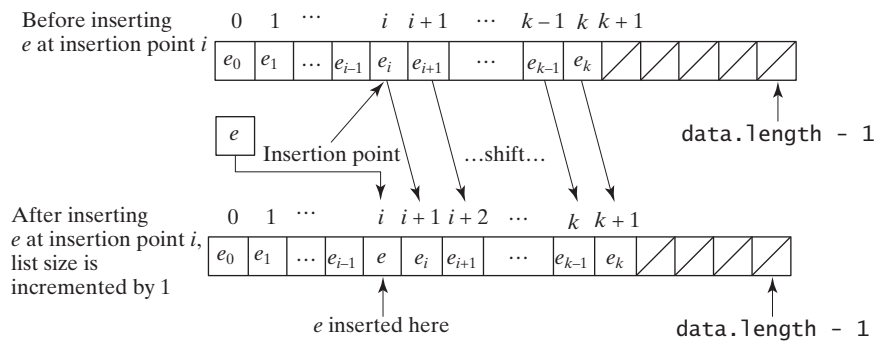 Before inserting
e at insertion point i
0 1 … i i + 1 … k – 1 k k + 1
e0 e1 … ei–1 ei ei+1 … ek–1 ek
data.length - 1
e
Insertion point
…shift…
After inserting
e at insertion point i,
list size is
incremented by 1
0 1 … i i + 1 i + 2 … k k + 1
e0 e1 … ei–1 e ei ei+1 … ek–1 ek
e inserted here
data.length - 1